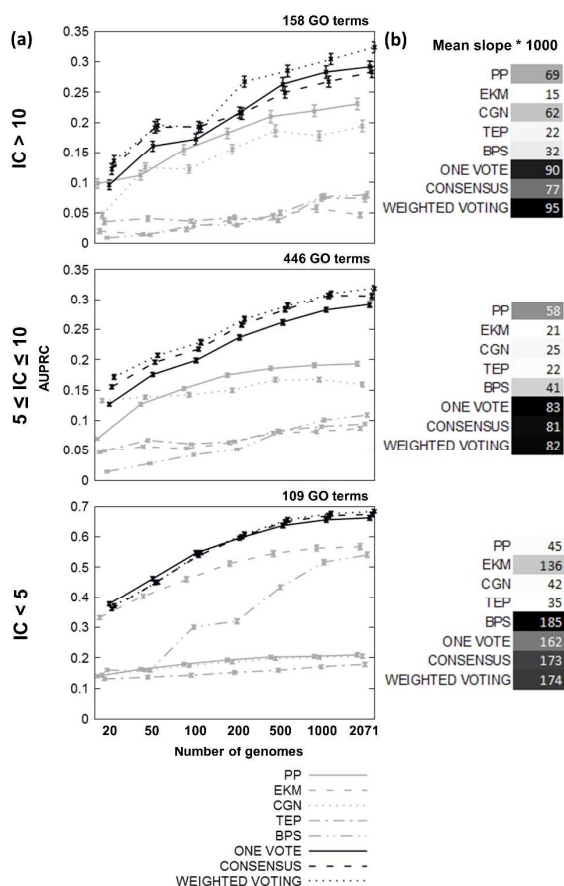 (a)
158 GO terms
(b)
Mean slope * 1000
IC > 10
0.35
0.3
0.25
0.2
0.15
0.1
0.05
0
PP 69
EKM 15
CGN 62
TEP 22
BPS 32
ONE VOTE 90
CONSENSUS 77
WEIGHTED VOTING 95
446 GO terms
5 ≤ IC ≤ 10
AUPRC
0.35
0.3
0.25
0.2
0.15
0.1
0.05
0
PP 58
EKM 21
CGN 25
TEP 22
BPS 41
ONE VOTE 83
CONSENSUS 81
WEIGHTED VOTING 82
109 GO terms
IC < 5
0.7
0.6
0.5
0.4
0.3
0.2
0.1
0
PP 45
EKM 136
CGN 42
TEP 35
BPS 185
ONE VOTE 162
CONSENSUS 173
WEIGHTED VOTING 174
20 50 100 200 500 1000 2071
Number of genomes
PP
EKM
CGN
TEP
BPS
ONE VOTE
CONSENSUS
WEIGHTED VOTING